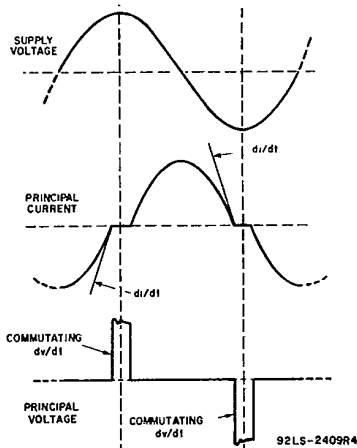 SUPPLY
VOLTAGE
di/dt
PRINCIPAL
CURRENT
di/dt
COMMUTATING
dv/dt
PRINCIPAL
VOLTAGE
COMMUTATING
dv/dt
92LS-2409R4